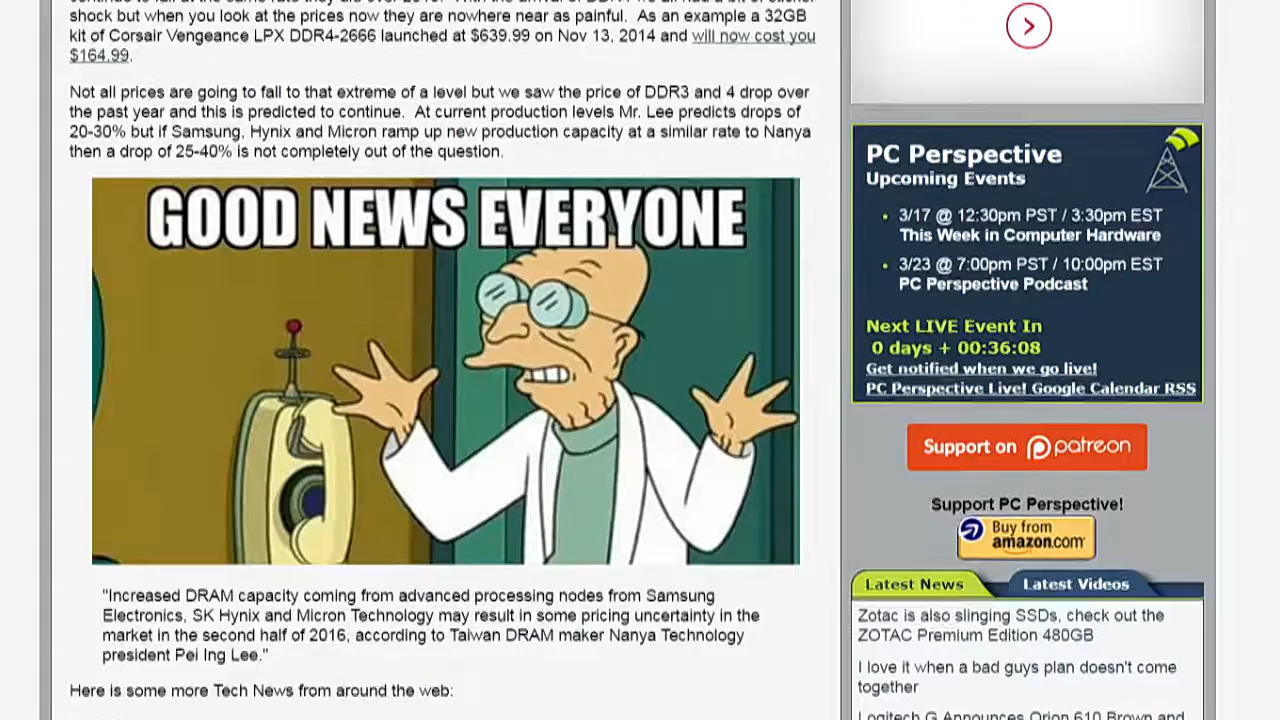 shock but when you look at the prices now they are nowhere near as painful.  As an example a 32GB
kit of Corsair Vengeance LPX DDR4-2666 launched at $639.99 on Nov 13, 2014 and will now cost you
$164.99.
Not all prices are going to fall to that extreme of a level but we saw the price of DDR3 and 4 drop over
the past year and this is predicted to continue.  At current production levels Mr. Lee predicts drops of
20-30% but if Samsung, Hynix and Micron ramp up new production capacity at a similar rate to Nanya
then a drop of 25-40% is not completely out of the question.
GOOD NEWS EVERYONE
"Increased DRAM capacity coming from advanced processing nodes from Samsung
Electronics, SK Hynix and Micron Technology may result in some pricing uncertainty in the
market in the second half of 2016, according to Taiwan DRAM maker Nanya Technology
president Pei Ing Lee."
Here is some more Tech News from around the web:
PC Perspective
Upcoming Events
• 3/17 @ 12:30pm PST / 3:30pm EST
This Week in Computer Hardware
• 3/23 @ 7:00pm PST / 10:00pm EST
PC Perspective Podcast
Next LIVE Event In
0 days + 00:36:08
Get notified when we go live!
PC Perspective Live! Google Calendar RSS
Support on patreon
Support PC Perspective!
Buy from
amazon.com
Latest News
Latest Videos
Zotac is also slinging SSDs, check out the
ZOTAC Premium Edition 480GB
I love it when a bad guys plan doesn't come
together
Logitech G Announces Orion 610 Brown and